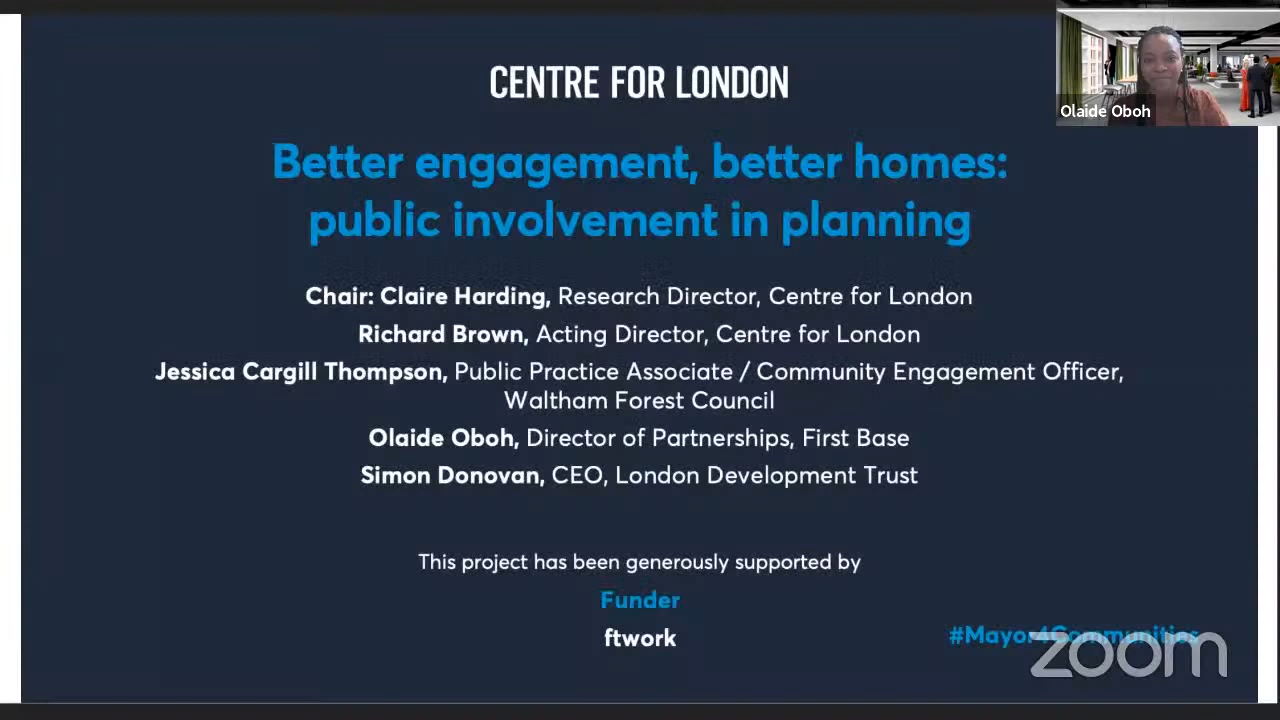 CENTRE FOR LONDON
Olaide Oboh
Better engagement, better homes:
public involvement in planning
Chair: Claire Harding, Research Director, Centre for London
Richard Brown, Acting Director, Centre for London
Jessica Cargill Thompson, Public Practice Associate / Community Engagement Officer,
Waltham Forest Council
Olaide Oboh, Director of Partnerships, First Base
Simon Donovan, CEO, London Development Trust
This project has been generously supported by
Funder
ftwork
#Mayor4Communities
zoom